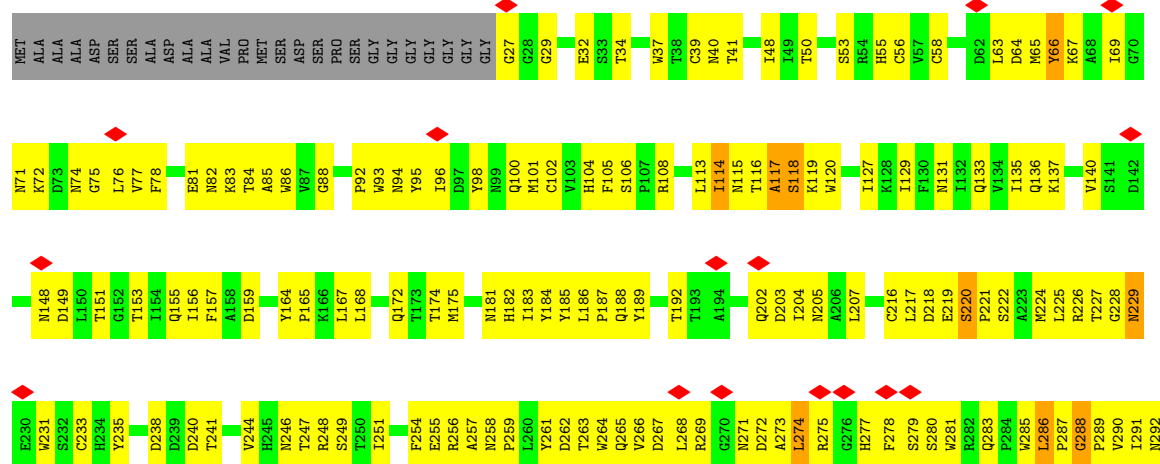 MET ALA ALA ALA ASP SER SER ALA ASP ALA ALA VAL PRO MET SER ASP SER PRO SER GLY GLY GLY GLY GLY GLY GLY G27 G28 G29 E32 S33 T34 W37 T38 C39 N40 T41 I48 I49 T50 S53 R54 H55 C56 V57 C58 D62 L63 D64 M65 Y66 K67 A68 I69 G70
N71 K72 D73 N74 G75 L76 V77 F78 E81 N82 K83 T84 A85 W86 V87 G88 P92 W93 N94 Y95 I96 D97 Y98 N99 Q100 M101 C102 V103 H104 F105 S106 P107 R108 L113 I114 N115 T116 A117 S118 K119 W120 I127 K128 I129 F130 N131 I132 Q133 V134 I135 Q136 K137 V140 S141 D142
N148 D149 L150 T151 G152 T153 I154 Q155 I156 F157 A158 D159 Y164 P165 K166 L167 L168 Q172 T173 T174 M175 N181 H182 I183 Y184 Y185 L186 P187 Q188 Y189 T192 T193 A194 Q202 D203 I204 N205 A206 L207 C216 L217 D218 E219 S220 P221 S222 A223 M224 L225 R226 T227 G228 N229
E230 W231 S232 C233 H234 Y235 D238 D239 D240 T241 V244 H245 N246 T247 R248 S249 T250 I251 F254 E255 R256 A257 N258 P259 L260 Y261 D262 T263 W264 Q265 V266 D267 L268 R269 G270 N271 D272 A273 L274 R275 G276 H277 F278 S279 S280 W281 R282 Q283 P284 W285 L286 P287 G288 P289 V290 I291 N292